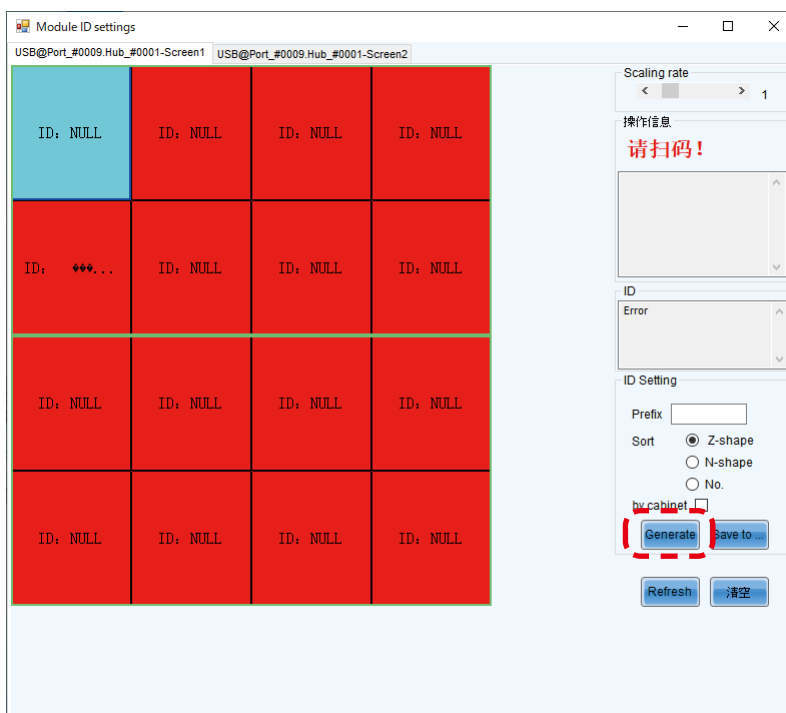 Module ID settings
USB@Port_#0009.Hub_#0001-Screen1 USB@Port_#0009.Hub_#0001-Screen2
ID: NULL ID: NULL ID: NULL ID: NULL
ID: ���... ID: NULL ID: NULL ID: NULL
ID: NULL ID: NULL ID: NULL ID: NULL
ID: NULL ID: NULL ID: NULL ID: NULL
Scaling rate
1
操作信息
请扫码!
ID
Error
ID Setting
Prefix
Sort Z-shape
N-shape
No.
by cabinet
Generate Save to ...
Refresh 清空